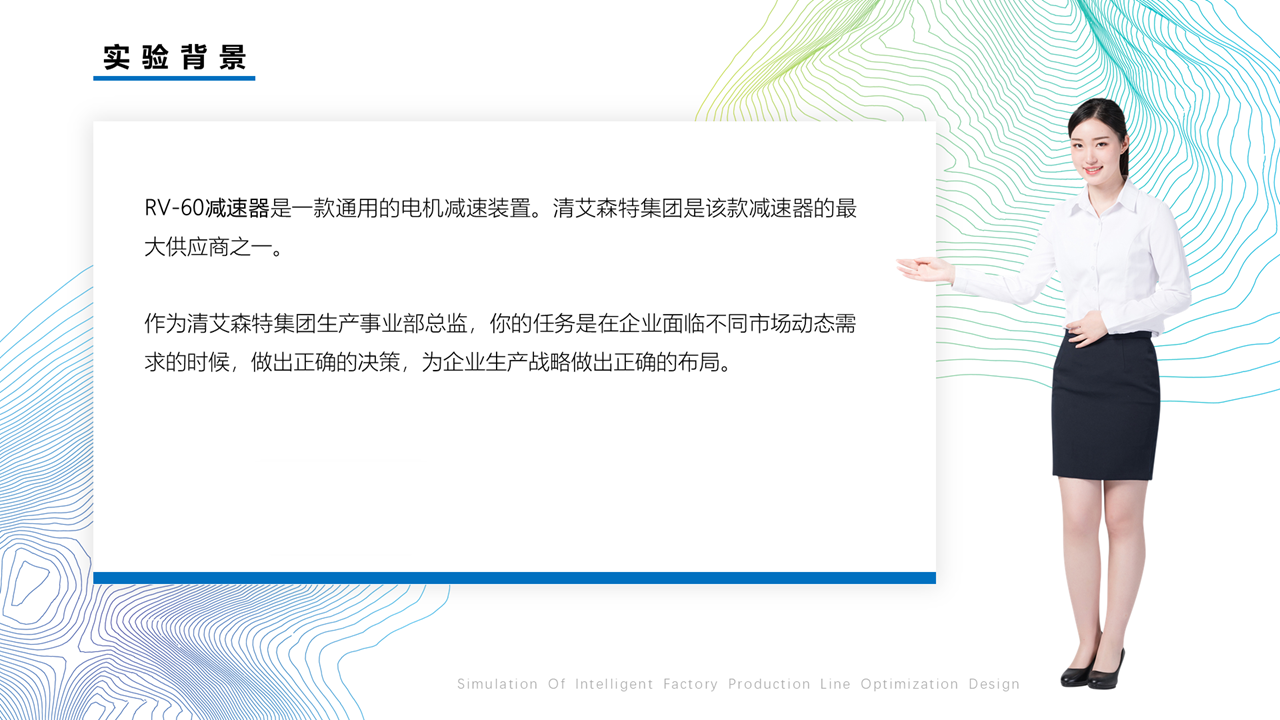 实验背景
RV-60减速器是一款通用的电机减速装置。清艾森特集团是该款减速器的最
大供应商之一。
作为清艾森特集团生产事业部总监，你的任务是在企业面临不同市场动态需
求的时候，做出正确的决策，为企业生产战略做出正确的布局。
Simulation Of Intelligent Factory Production Line Optimization Design